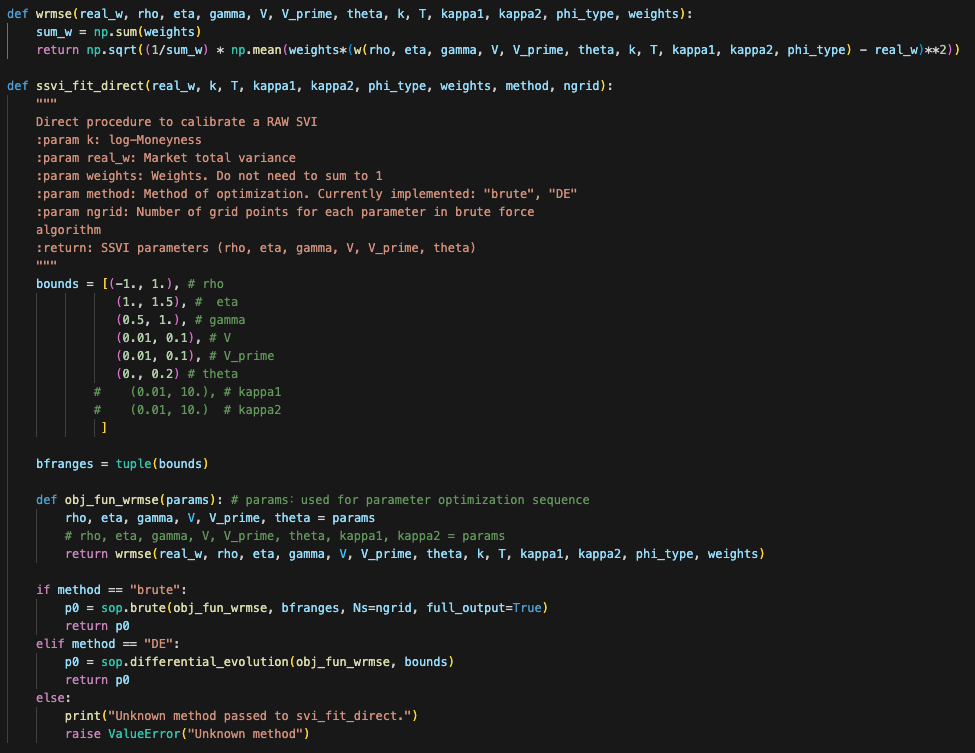 def wrmse(real_w, rho, eta, gamma, V, V_prime, theta, k, T, kappa1, kappa2, phi_type, weights):
    sum_w = np.sum(weights)
    return np.sqrt((1/sum_w) * np.mean(weights*(w(rho, eta, gamma, V, V_prime, theta, k, T, kappa1, kappa2, phi_type) - real_w)**2))

def ssvi_fit_direct(real_w, k, T, kappa1, kappa2, phi_type, weights, method, ngrid):
    """
    Direct procedure to calibrate a RAW SVI
    :param k: log-Moneyness
    :param real_w: Market total variance
    :param weights: Weights. Do not need to sum to 1
    :param method: Method of optimization. Currently implemented: "brute", "DE"
    :param ngrid: Number of grid points for each parameter in brute force
    algorithm
    :return: SSVI parameters (rho, eta, gamma, V, V_prime, theta)
    """
    bounds = [(-1., 1.), # rho
               (1., 1.5), #  eta
               (0.5, 1.), # gamma
               (0.01, 0.1), # V
               (0.01, 0.1), # V_prime
               (0., 0.2) # theta
            #    (0.01, 10.), # kappa1
            #    (0.01, 10.)  # kappa2
             ]

    bfranges = tuple(bounds)

    def obj_fun_wrmse(params): # params: used for parameter optimization sequence
        rho, eta, gamma, V, V_prime, theta = params
        # rho, eta, gamma, V, V_prime, theta, kappa1, kappa2 = params
        return wrmse(real_w, rho, eta, gamma, V, V_prime, theta, k, T, kappa1, kappa2, phi_type, weights)

    if method == "brute":
        p0 = sop.brute(obj_fun_wrmse, bfranges, Ns=ngrid, full_output=True)
        return p0
    elif method == "DE":
        p0 = sop.differential_evolution(obj_fun_wrmse, bounds)
        return p0
    else:
        print("Unknown method passed to svi_fit_direct.")
        raise ValueError("Unknown method")